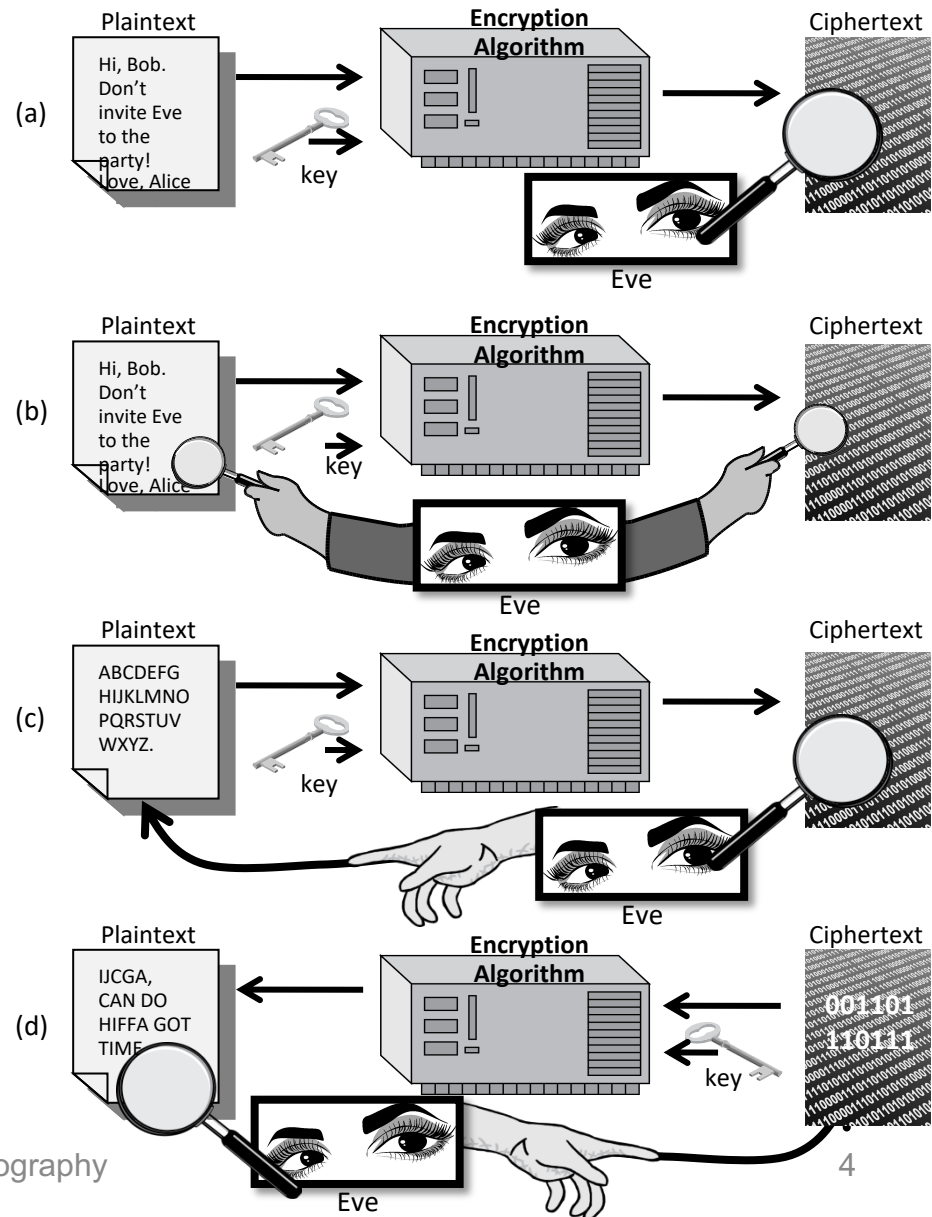 Plaintext
Encryption
Algorithm
Ciphertext
(a)
Hi, Bob.
Don't
invite Eve
to the
party!
Love, Alice
key
Eve
Plaintext
Encryption
Algorithm
Ciphertext
(b)
Hi, Bob.
Don't
invite Eve
to the
party!
Love, Alice
key
Eve
Plaintext
Encryption
Algorithm
Ciphertext
(c)
ABCDEFG
HIJKLMNO
PQRSTUV
WXYZ.
key
Eve
Plaintext
Encryption
Algorithm
Ciphertext
(d)
IJCGA,
CAN DO
HIFFA GOT
TIME
001101
110111
key
Eve
ography
4